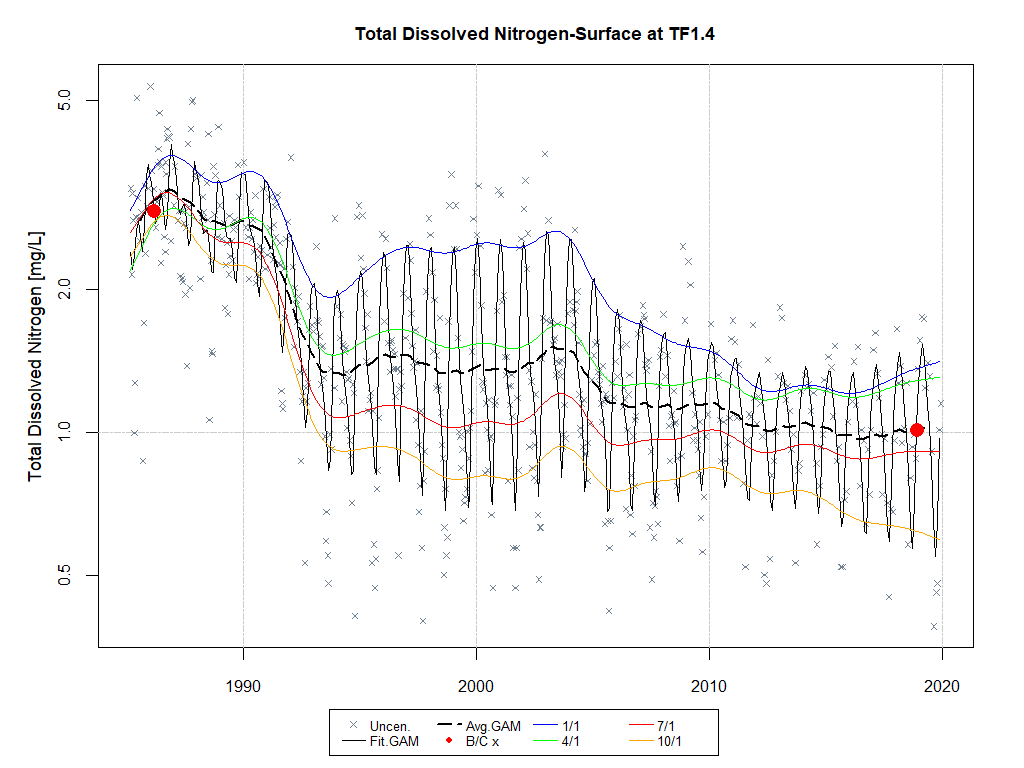 Total Dissolved Nitrogen-Surface at TF1.4
Total Dissolved Nitrogen [mg/L]
5.0
2.0
1.0
0.5
1990 2000 2010 2020
Uncen. Avg.GAM 1/1 7/1
Fit.GAM B/C x 4/1 10/1